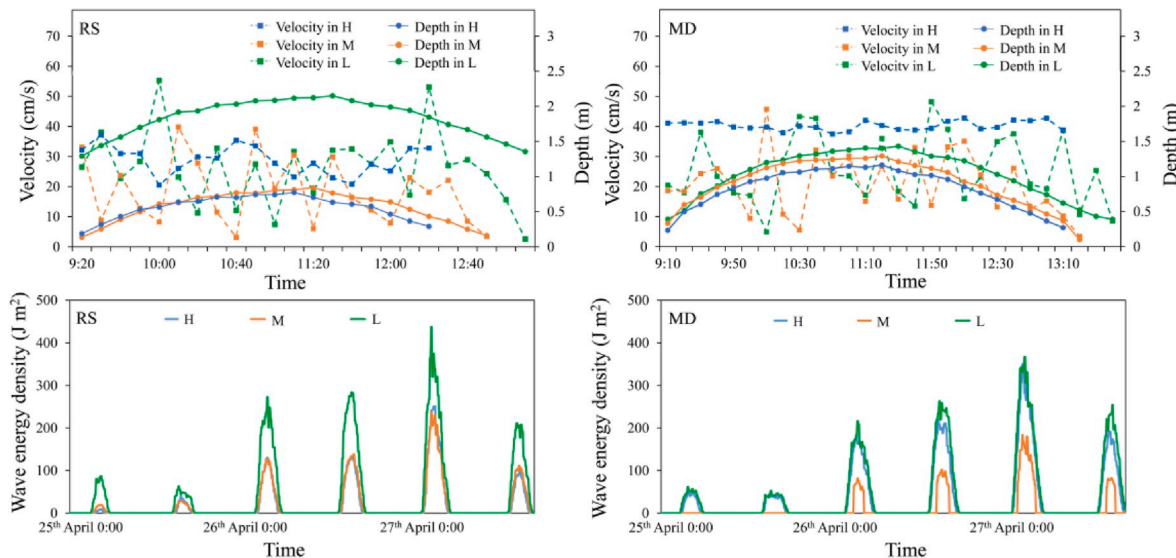 RS
Velocity in H Depth in H
Velocity in M Depth in M
Velocity in L Depth in L
Velocity (cm/s)
70
60
50
40
30
20
10
0
3
2.5
2
1.5
1
0.5
0
Depth (m)
9:20 10:00 10:40 11:20 12:00 12:40
Time
MD
Velocity in H Depth in H
Velocity in M Depth in M
Velocity in L Depth in L
Velocity (cm/s)
70
60
50
40
30
20
10
0
3
2.5
2
1.5
1
0.5
0
Depth (m)
9:10 9:50 10:30 11:10 11:50 12:30 13:10
Time
RS H M L
Wave energy density (J m²)
500
400
300
200
100
0
25th April 0:00 26th April 0:00 27th April 0:00
Time
MD H M L
Wave energy density (J m²)
500
400
300
200
100
0
25th April 0:00 26th April 0:00 27th April 0:00
Time